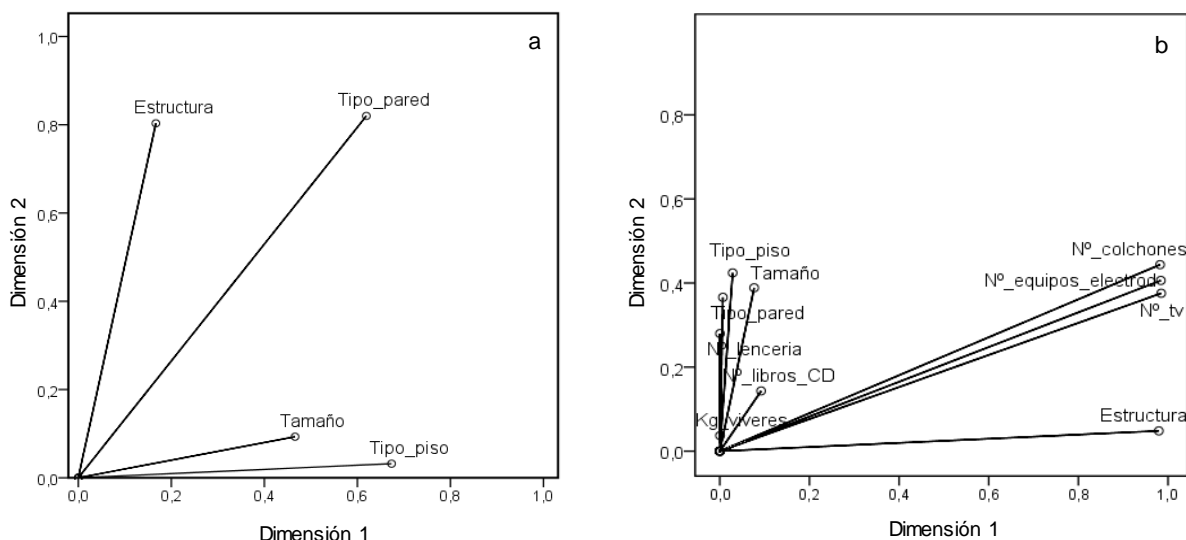 a
1,0
0,8
0,6
0,4
0,2
0,0
Dimensión 2
Estructura
Tipo_pared
Tamaño
Tipo_piso
0,0 0,2 0,4 0,6 0,8 1,0
Dimensión 1
b
0,8
0,6
0,4
0,2
0,0
Dimensión 2
Nº_colchones
Tipo_piso
Tamaño
Nº_equipos_electrod
Tipo_pared
Nº_tv
Nº_lenceria
Nº_libros_CD
Kg_viveres
Estructura
0,0 0,2 0,4 0,6 0,8 1,0
Dimensión 1